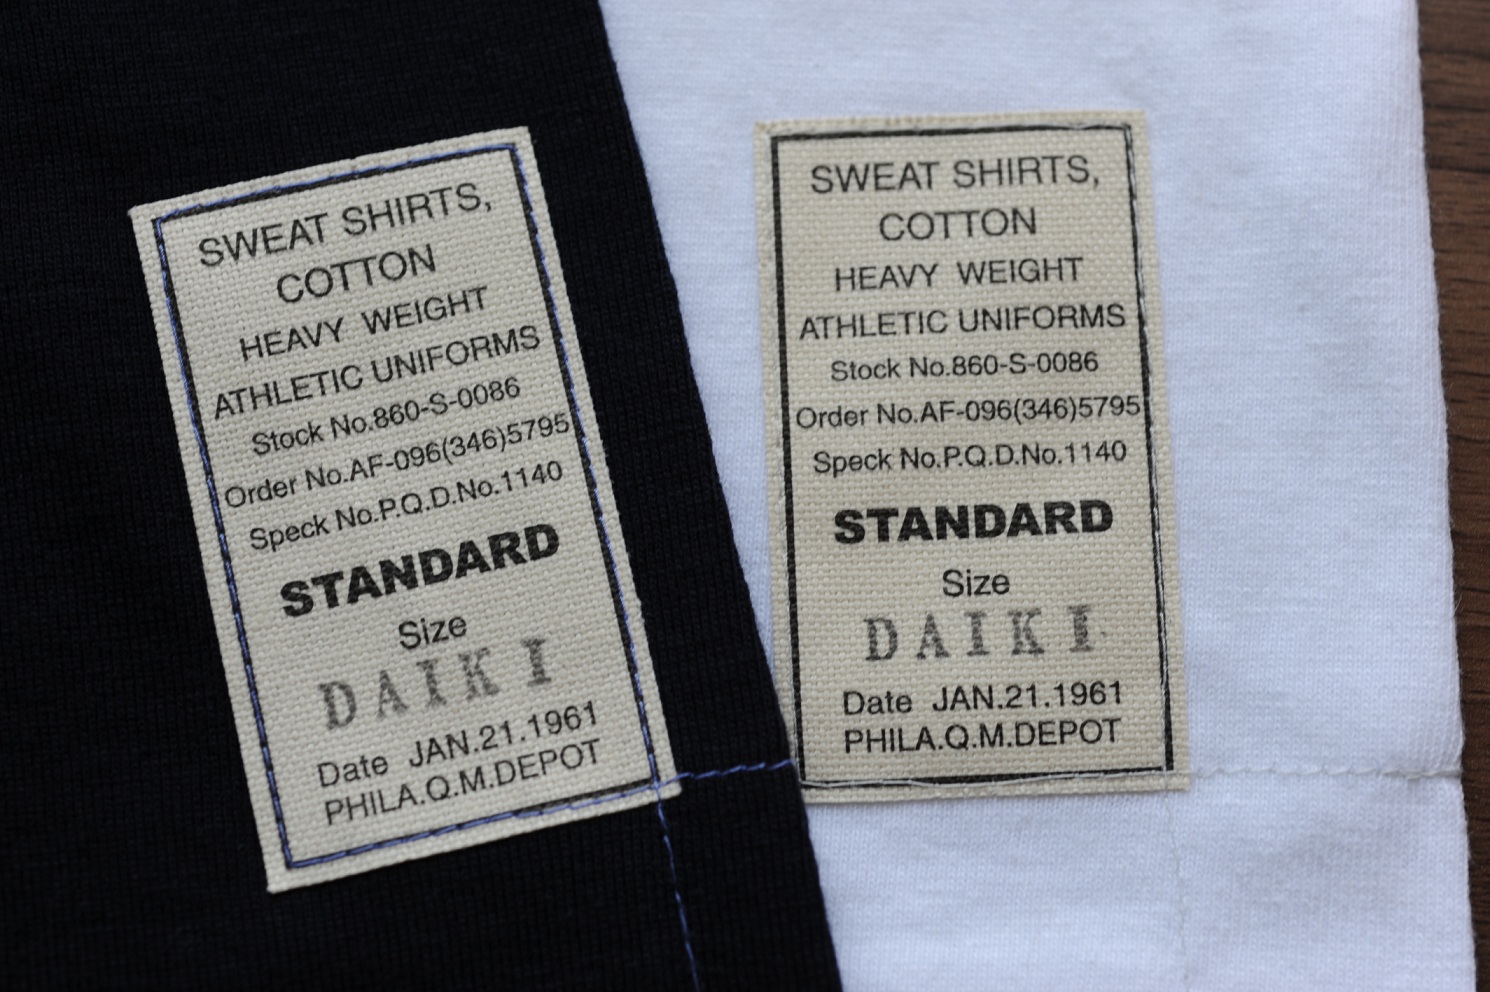 SWEAT SHIRTS,
COTTON
HEAVY WEIGHT
ATHLETIC UNIFORMS
Stock No.860-S-0086
Order No.AF-096(346)5795
Speck No.P.Q.D.No.1140
STANDARD
Size
DAIKI
Date JAN.21.1961
PHILA.Q.M.DEPOT
SWEAT SHIRTS,
COTTON
HEAVY WEIGHT
ATHLETIC UNIFORMS
Stock No.860-S-0086
Order No.AF-096(346)5795
Speck No.P.Q.D.No.1140
STANDARD
Size
DAIKI
Date JAN.21.1961
PHILA.Q.M.DEPOT